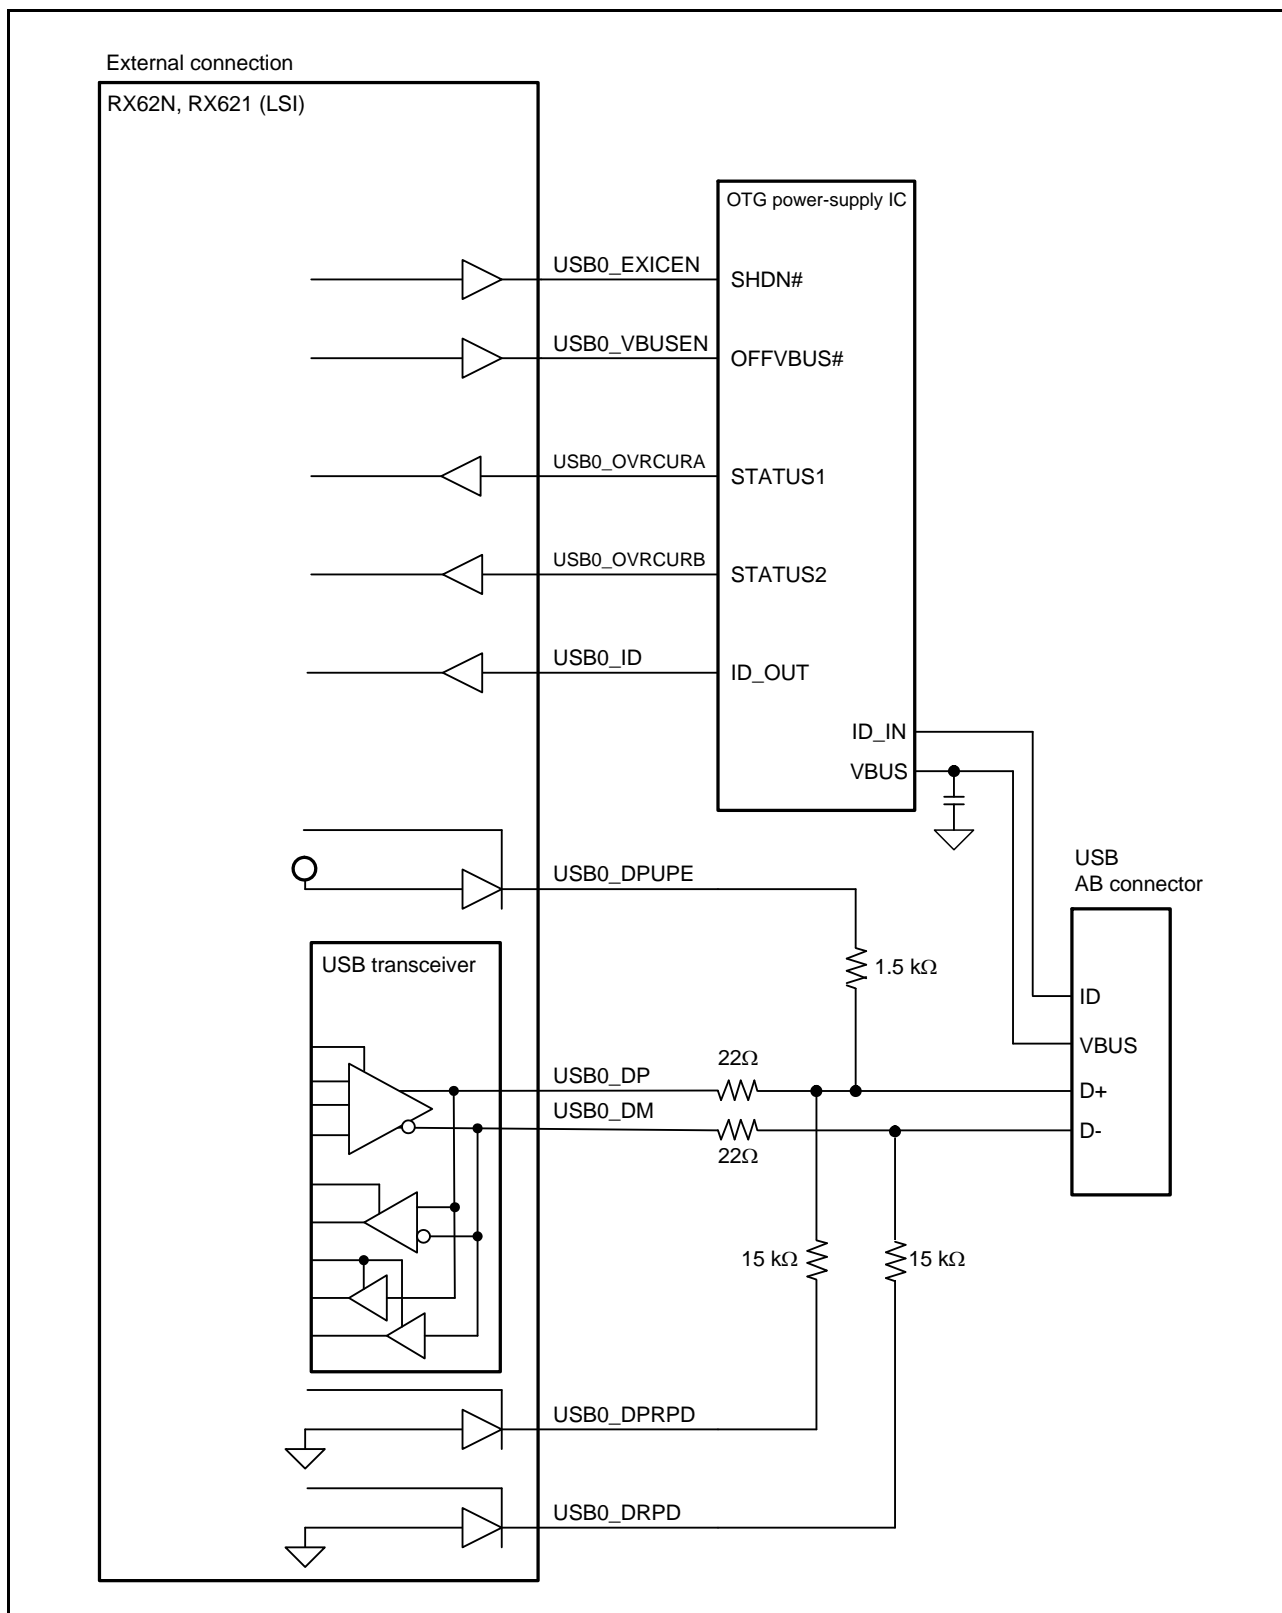 External connection
RX62N, RX621 (LSI)
OTG power-supply IC
USB0_EXICEN
SHDN#
USB0_VBUSEN
OFFVBUS#
USB0_OVRCURA
STATUS1
USB0_OVRCURB
STATUS2
USB0_ID
ID_OUT
ID_IN
VBUS
USB
AB connector
USB0_DPUPE
USB transceiver
1.5 kΩ
ID
VBUS
22Ω
USB0_DP
D+
USB0_DM
D-
22Ω
15 kΩ
15 kΩ
USB0_DPRPD
USB0_DRPD